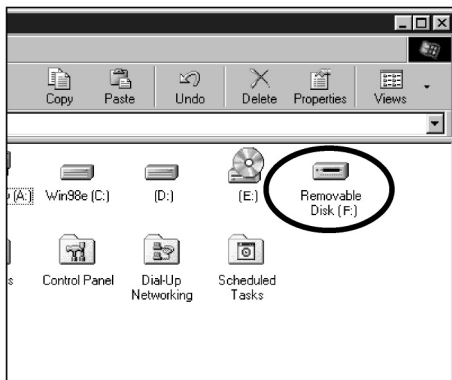 Copy Paste Undo Delete Properties Views
(A:) Win98e (C:) (D:) (E:) Removable
Disk (F:)
s Control Panel Dial-Up Scheduled
Networking Tasks